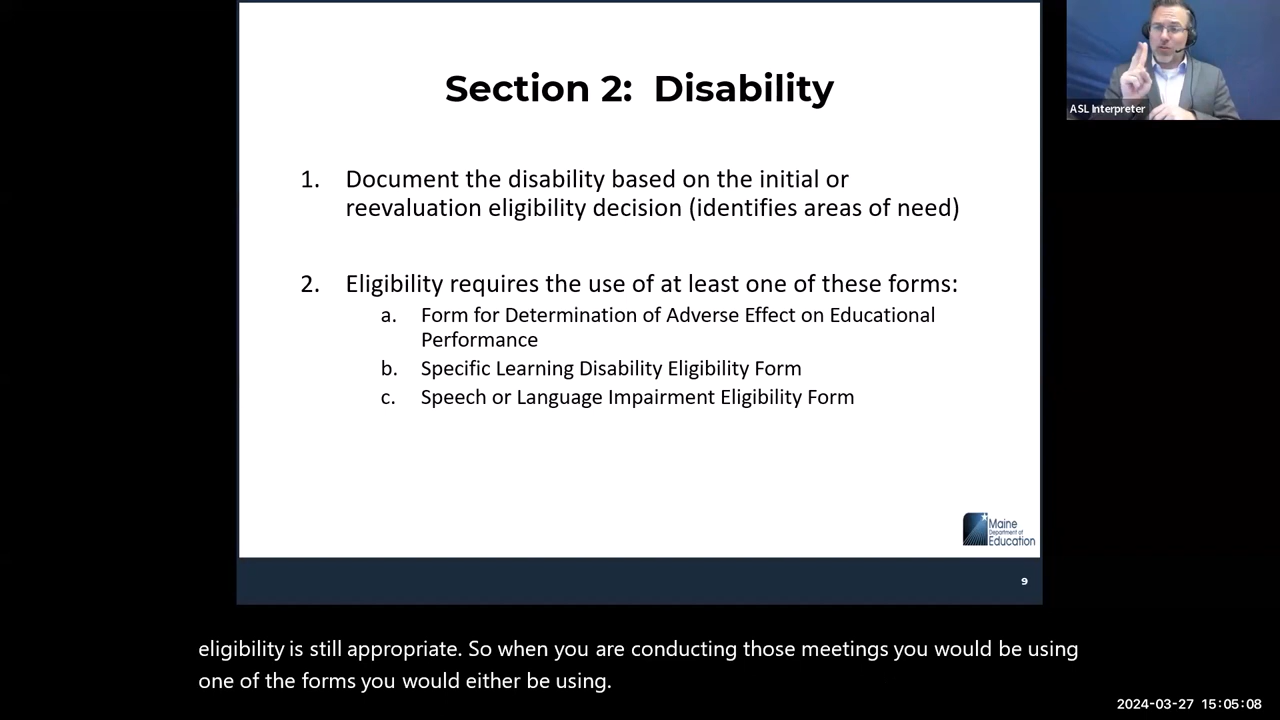 Section 2: Disability
ASL Interpreter
1. Document the disability based on the initial or
reevaluation eligibility decision (identifies areas of need)
2. Eligibility requires the use of at least one of these forms:
a. Form for Determination of Adverse Effect on Educational
Performance
b. Specific Learning Disability Eligibility Form
c. Speech or Language Impairment Eligibility Form
Maine
Department of
Education
9
eligibility is still appropriate. So when you are conducting those meetings you would be using
one of the forms you would either be using.
2024-03-27 15:05:08